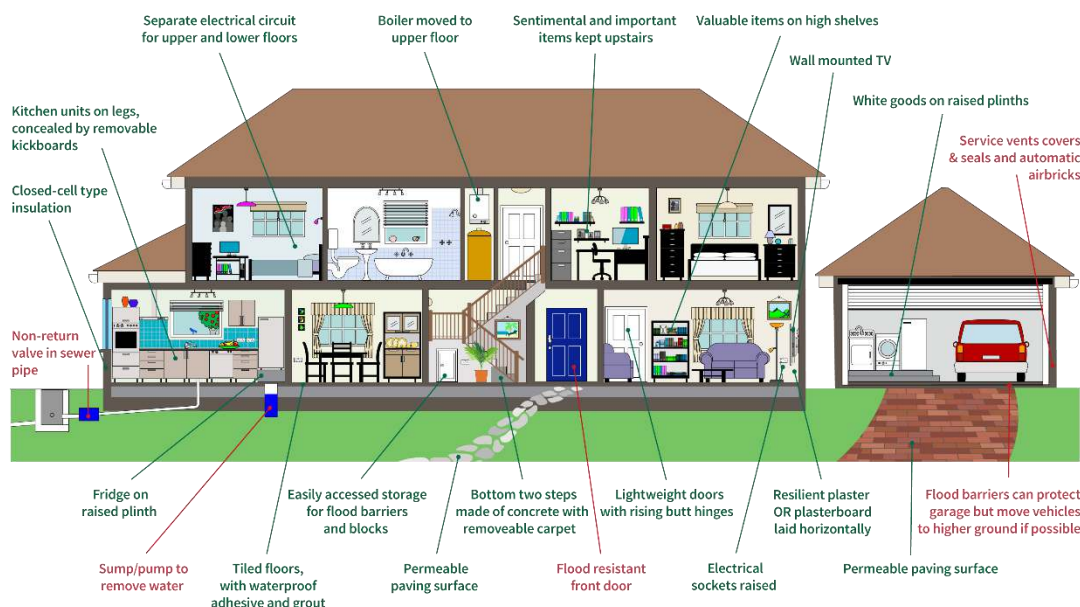 Separate electrical circuit
for upper and lower floors
Boiler moved to
upper floor
Sentimental and important
items kept upstairs
Valuable items on high shelves
Wall mounted TV
White goods on raised plinths
Kitchen units on legs,
concealed by removable
kickboards
Service vents covers
& seals and automatic
airbricks
Closed-cell type
insulation
Non-return
valve in sewer
pipe
Fridge on
raised plinth
Easily accessed storage
for flood barriers
and blocks
Bottom two steps
made of concrete with
removeable carpet
Lightweight doors
with rising butt hinges
Resilient plaster
OR plasterboard
laid horizontally
Flood barriers can protect
garage but move vehicles
to higher ground if possible
Sump/pump to
remove water
Tiled floors,
with waterproof
adhesive and grout
Permeable
paving surface
Flood resistant
front door
Electrical
sockets raised
Permeable paving surface